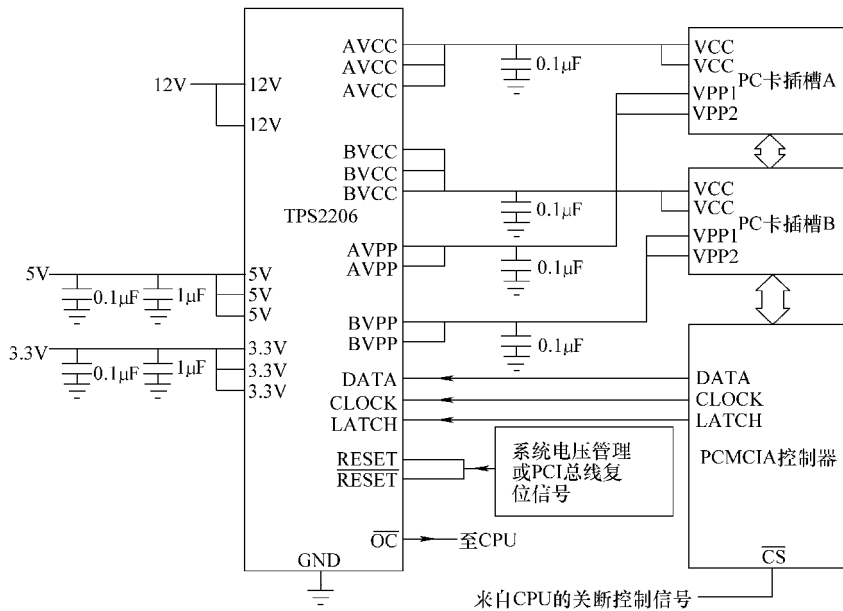 12V
12V
12V
5V
0.1μF
1μF
5V
5V
5V
3.3V
0.1μF
1μF
3.3V
3.3V
3.3V
TPS2206
GND
AVCC
AVCC
AVCC
BVCC
BVCC
BVCC
AVPP
AVPP
BVPP
BVPP
DATA
CLOCK
LATCH
RESET
RESET
OC
0.1μF
0.1μF
0.1μF
0.1μF
系统电压管理
或PCI总线复
位信号
至CPU
VCC
VCC
PC卡插槽A
VPP1
VPP2
VCC
VCC
PC卡插槽B
VPP1
VPP2
DATA
CLOCK
LATCH
PCMCIA控制器
CS
来自CPU的关断控制信号